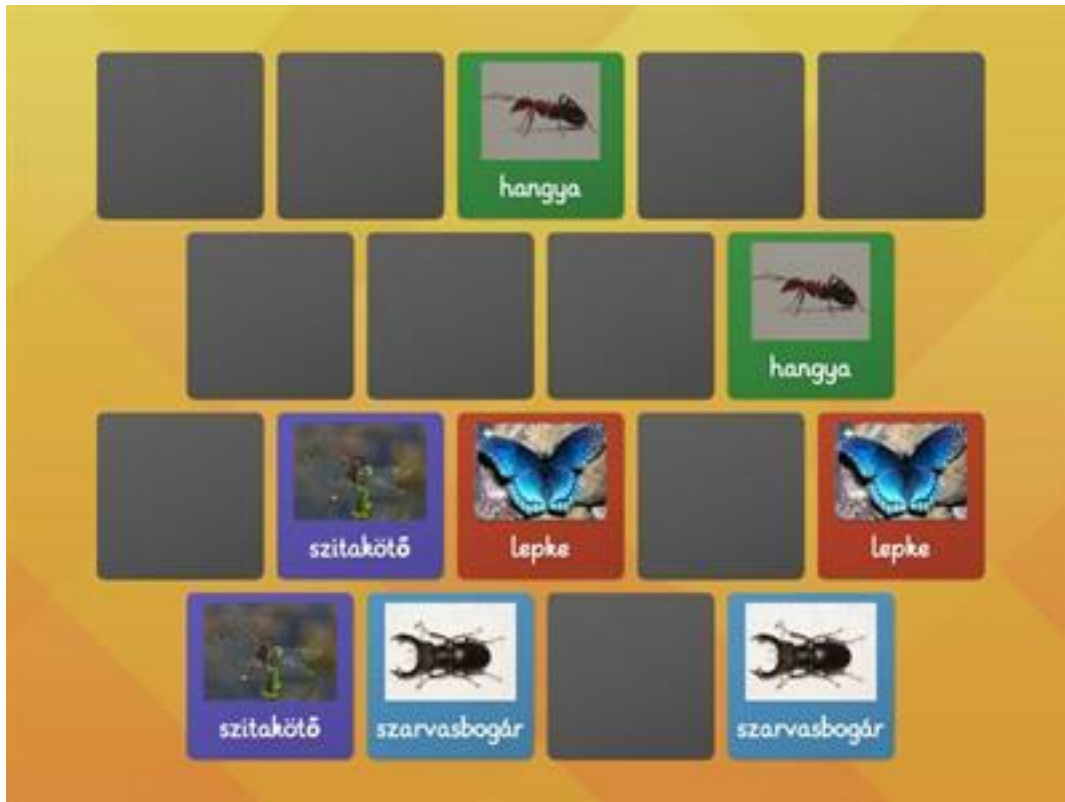 hangya
hangya
szitakötő
lepke
lepke
szitakötő
szarvasbogár
szarvasbogár